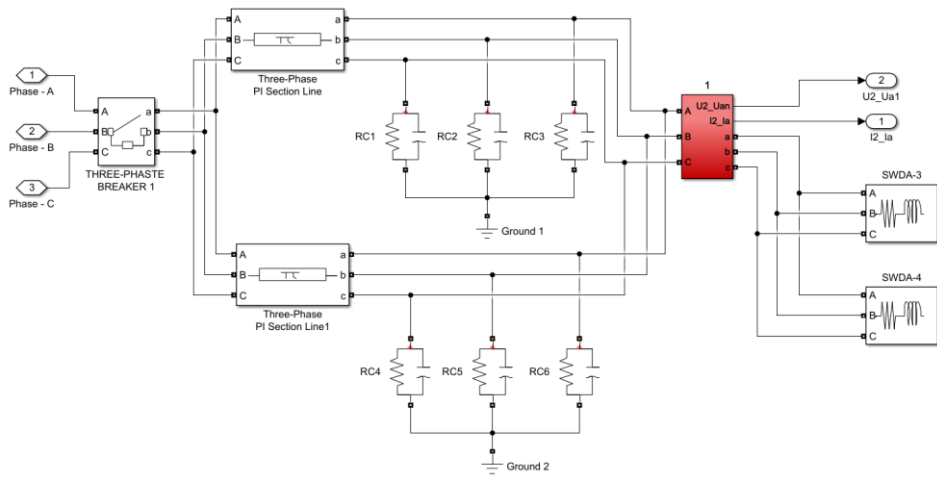 A
B
C
a
b
c
Three-Phase
PI Section Line
1
Phase - A
2
Phase - B
3
Phase - C
A
B
C
a
b
c
THREE-PHASTE
BREAKER 1
RC1
RC2
RC3
Ground 1
1
A
B
C
U2_Uan
I2_Ia
a
b
c
2
U2_Ua1
1
I2_Ia
SWDA-3
A
B
C
SWDA-4
A
B
C
A
B
C
a
b
c
Three-Phase
PI Section Line1
RC4
RC5
RC6
Ground 2